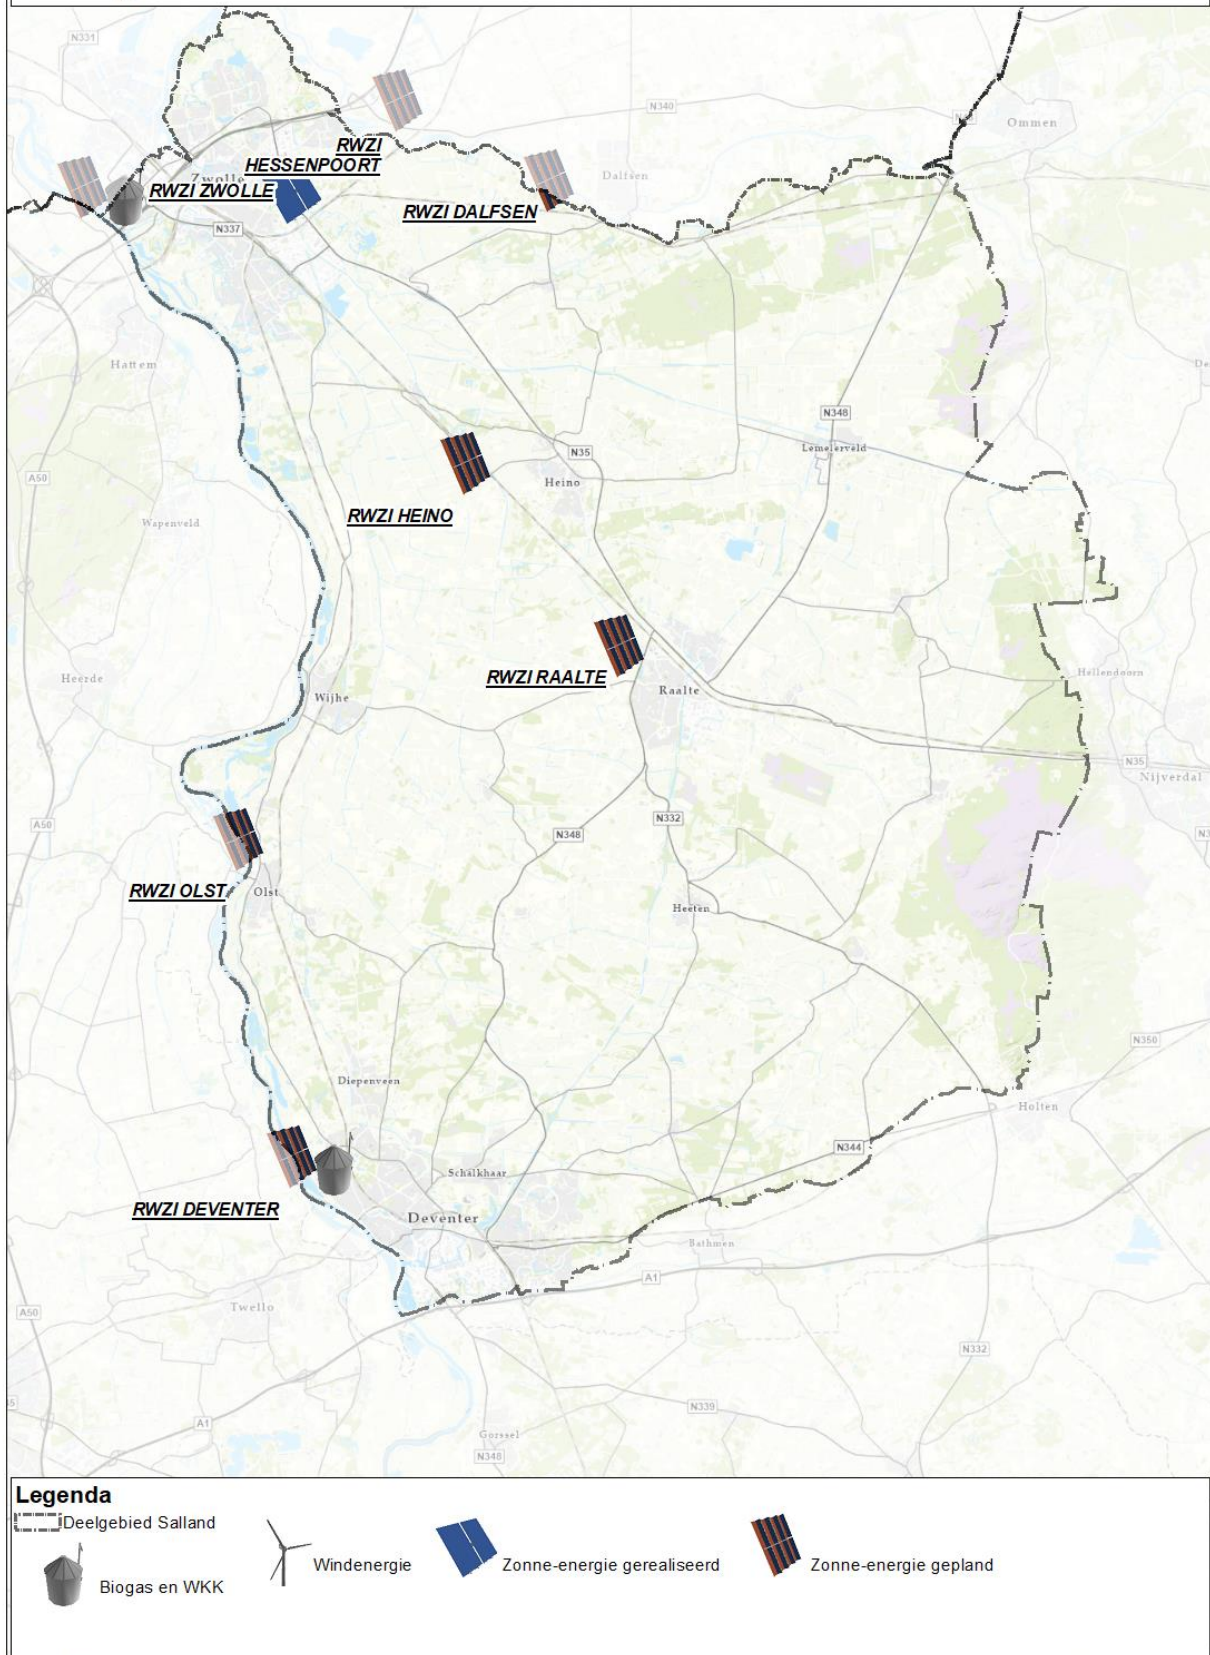 N331
N340
Ommen
RWZI
HESSENPOORT
Zwolle
RWZI ZWOLLE
Dalfsen
RWZI DALFSEN
N337
Hattem
N348
Lemelerveld
N35
Heino
A50
RWZI HEINO
Wapenveld
Heerde
RWZI RAALTE
Raalte
Hellendoorn
Wijhe
N35
Nijverdal
A50
N348
N332
RWZI OLST
Olst
Heeten
N350
Diepenveen
Holten
N344
Schalkhaar
RWZI DEVENTER
Deventer
Bathmen
A1
Twello
A50
N332
N339
A1
Gorssel
N348
Legenda
Deelgebied Salland
Windenergie
Zonne-energie gerealiseerd
Zonne-energie gepland
Biogas en WKK